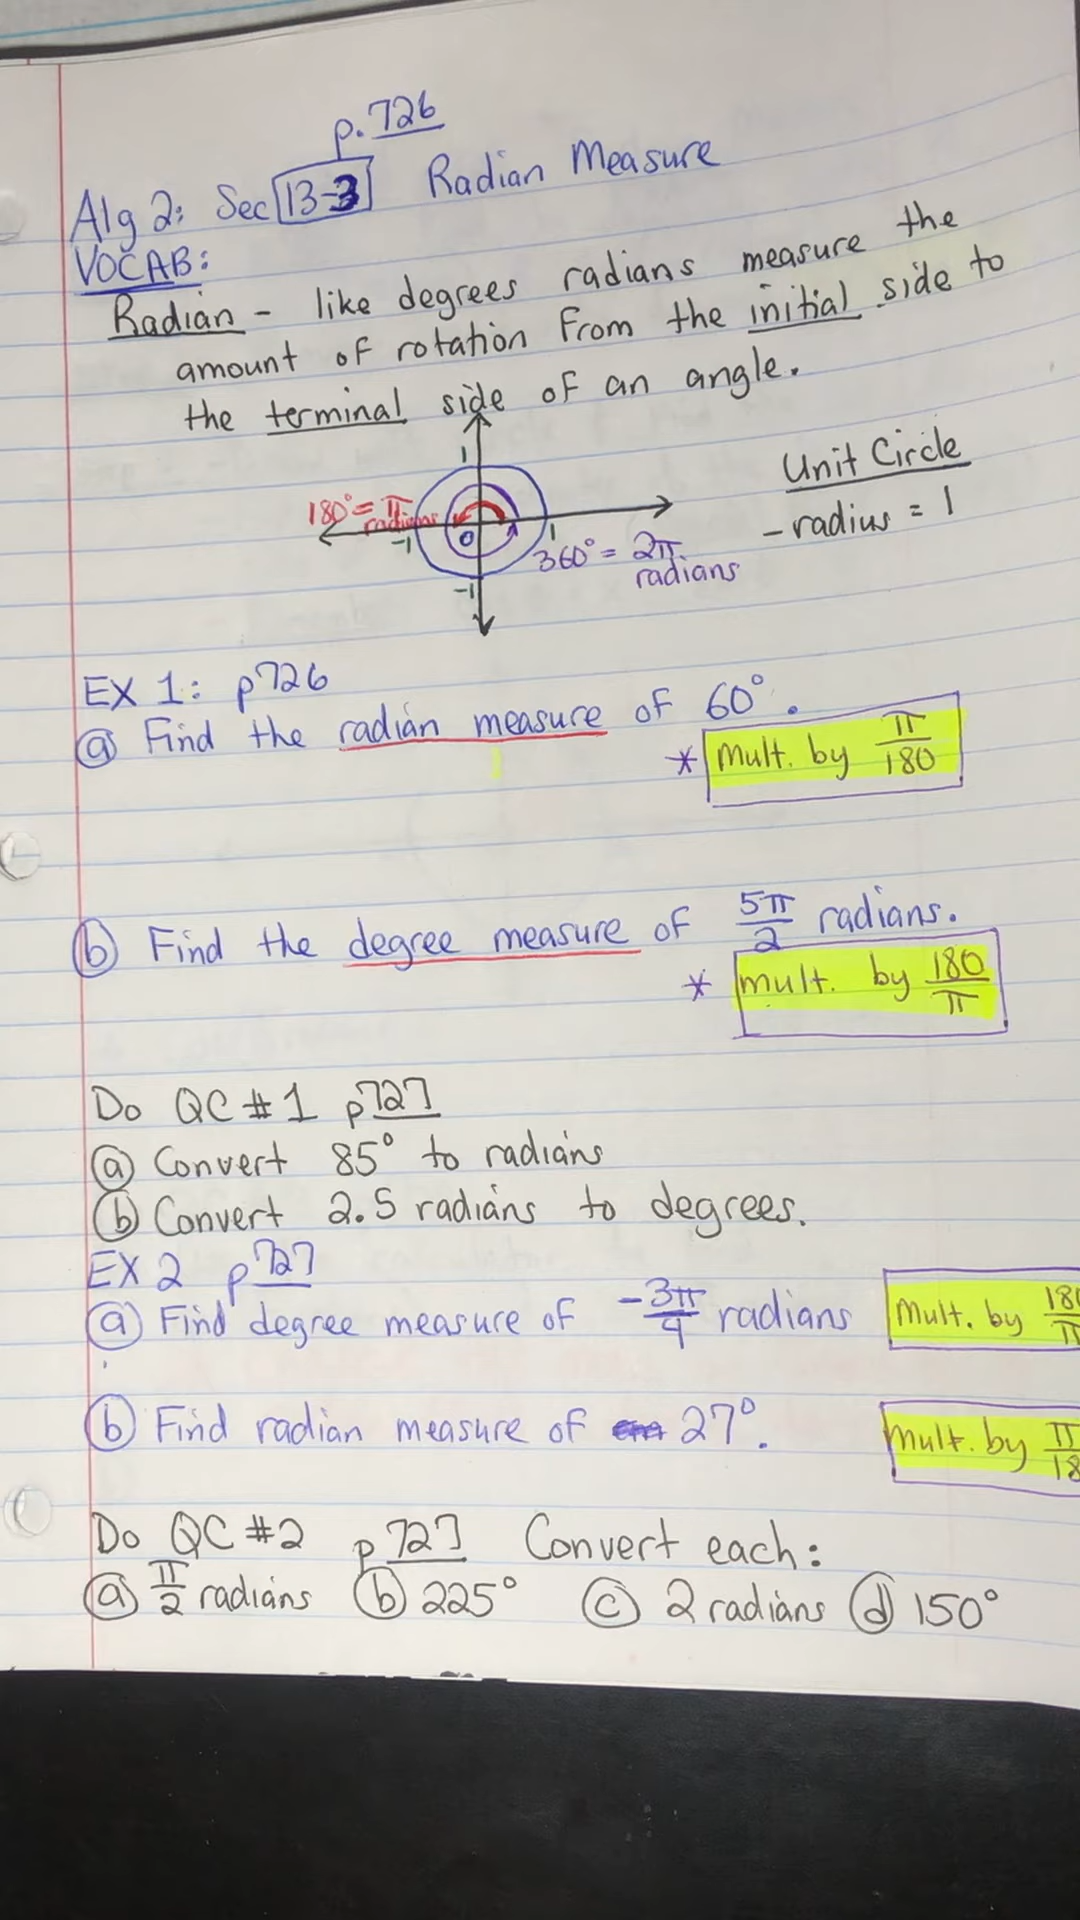 p. 726
Alg 2: Sec 13-3 Radian Measure
VOCAB:
Radian - like degrees radians measure the
amount of rotation from the initial side to
the terminal side of an angle.
1
180° = π
radians
-1
0
1
360° = 2π
radians
-1
Unit Circle
- radius = 1
EX 1: p726
a Find the radian measure of 60°.
* Mult. by π/180
b Find the degree measure of 5π/2 radians.
* mult. by 180/π
Do QC #1 p727
a Convert 85° to radians
b Convert 2.5 radians to degrees.
EX 2 p727
a Find degree measure of -3π/4 radians Mult. by 180/π
b Find radian measure of 27°. mult. by π/18
Do QC #2 p727 Convert each:
a π/2 radians b 225° c 2 radians d 150°